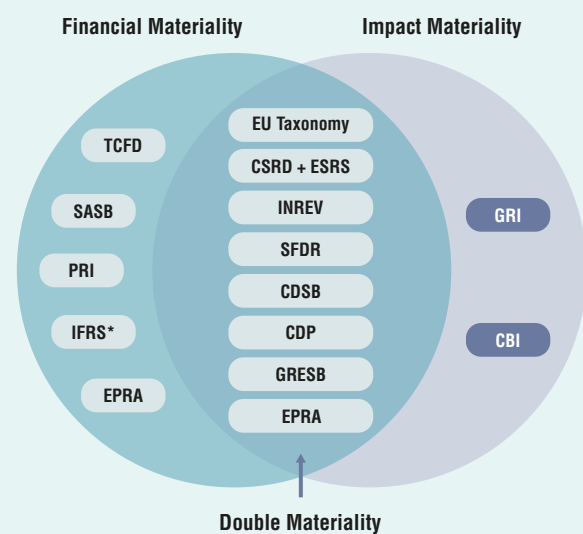 Financial Materiality
Impact Materiality
TCFD
SASB
PRI
IFRS*
EPRA
EU Taxonomy
CSRD + ESRS
INREV
SFDR
CDSB
CDP
GRESB
EPRA
GRI
CBI
Double Materiality